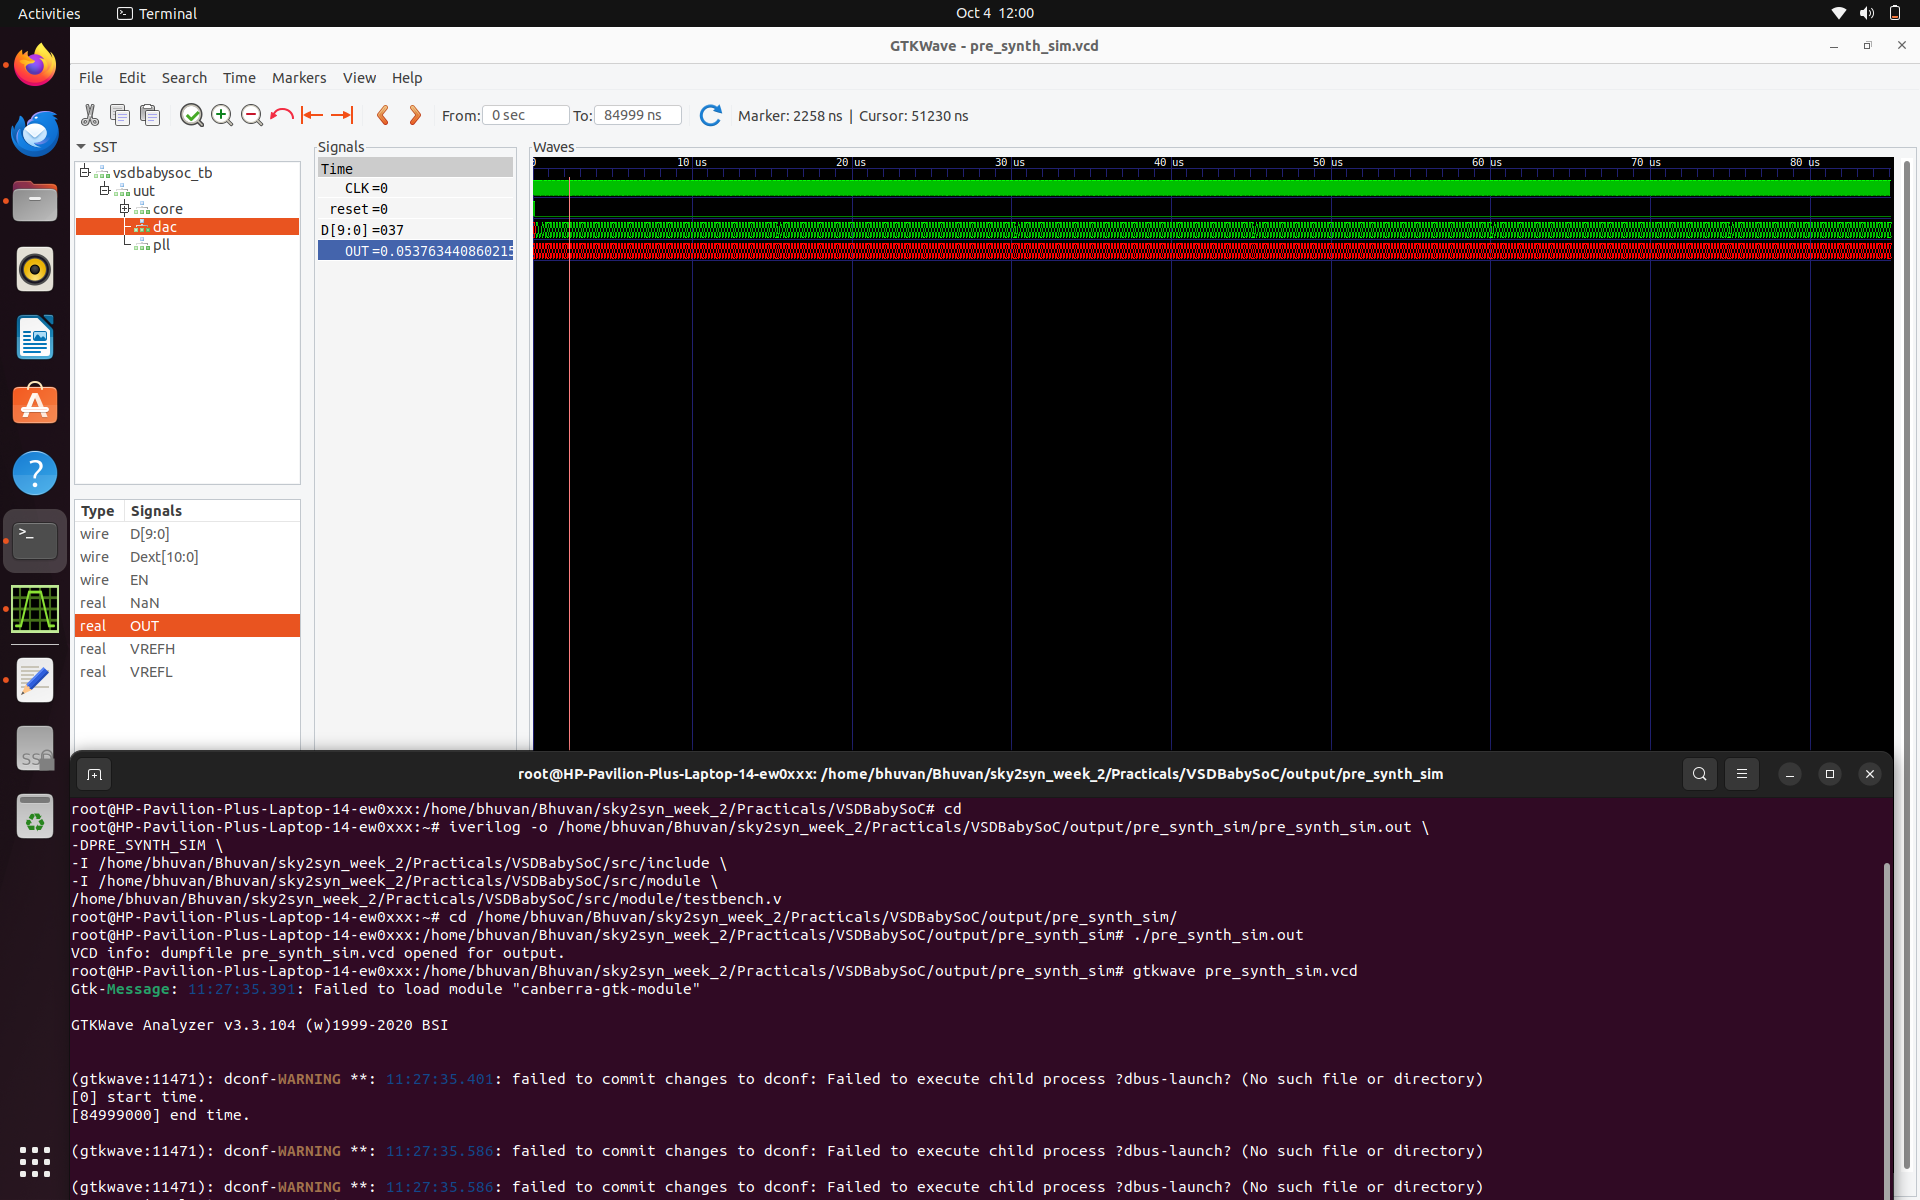 Activities
Terminal
Oct 4 12:00
GTKWave - pre_synth_sim.vcd
File Edit Search Time Markers View Help
From: 0 sec To: 84999 ns Marker: 2258 ns | Cursor: 51230 ns
SST
vsdbabysoc_tb
uut
core
dac
pll
Type Signals
wire D[9:0]
wire Dext[10:0]
wire EN
real NaN
real OUT
real VREFH
real VREFL
Signals
Time
CLK=0
reset=0
D[9:0]=037
OUT=0.053763440860215
Waves
0 10 us 20 us 30 us 40 us 50 us 60 us 70 us 80 us
root@HP-Pavilion-Plus-Laptop-14-ew0xxx: /home/bhuvan/Bhuvan/sky2syn_week_2/Practicals/VSDBabySoC/output/pre_synth_sim
root@HP-Pavilion-Plus-Laptop-14-ew0xxx:/home/bhuvan/Bhuvan/sky2syn_week_2/Practicals/VSDBabySoC# cd
root@HP-Pavilion-Plus-Laptop-14-ew0xxx:~# iverilog -o /home/bhuvan/Bhuvan/sky2syn_week_2/Practicals/VSDBabySoC/output/pre_synth_sim/pre_synth_sim.out \
-DPRE_SYNTH_SIM \
-I /home/bhuvan/Bhuvan/sky2syn_week_2/Practicals/VSDBabySoC/src/include \
-I /home/bhuvan/Bhuvan/sky2syn_week_2/Practicals/VSDBabySoC/src/module \
/home/bhuvan/Bhuvan/sky2syn_week_2/Practicals/VSDBabySoC/src/module/testbench.v
root@HP-Pavilion-Plus-Laptop-14-ew0xxx:~# cd /home/bhuvan/Bhuvan/sky2syn_week_2/Practicals/VSDBabySoC/output/pre_synth_sim/
root@HP-Pavilion-Plus-Laptop-14-ew0xxx:/home/bhuvan/Bhuvan/sky2syn_week_2/Practicals/VSDBabySoC/output/pre_synth_sim# ./pre_synth_sim.out
VCD info: dumpfile pre_synth_sim.vcd opened for output.
root@HP-Pavilion-Plus-Laptop-14-ew0xxx:/home/bhuvan/Bhuvan/sky2syn_week_2/Practicals/VSDBabySoC/output/pre_synth_sim# gtkwave pre_synth_sim.vcd
Gtk-Message: 11:27:35.391: Failed to load module "canberra-gtk-module"
GTKWave Analyzer v3.3.104 (w)1999-2020 BSI
(gtkwave:11471): dconf-WARNING **: 11:27:35.401: failed to commit changes to dconf: Failed to execute child process ?dbus-launch? (No such file or directory)
[0] start time.
[84999000] end time.
(gtkwave:11471): dconf-WARNING **: 11:27:35.586: failed to commit changes to dconf: Failed to execute child process ?dbus-launch? (No such file or directory)
(gtkwave:11471): dconf-WARNING **: 11:27:35.586: failed to commit changes to dconf: Failed to execute child process ?dbus-launch? (No such file or directory)